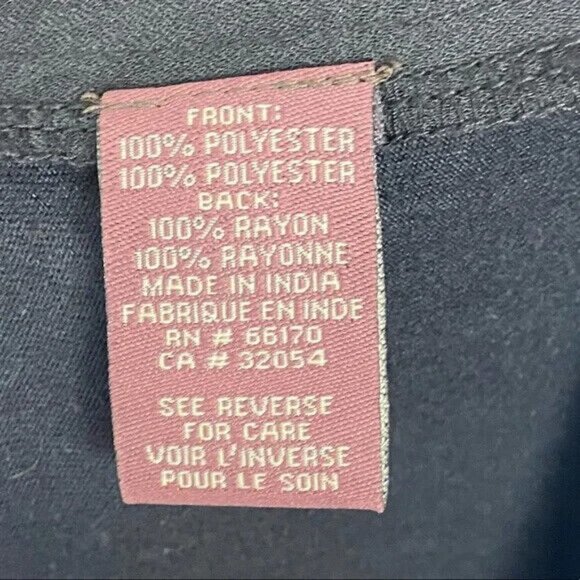 FRONT:
100% POLYESTER
100% POLYESTER
BACK:
100% RAYON
100% RAYONNE
MADE IN INDIA
FABRIQUE EN INDE
RN # 66170
CA # 32054
SEE REVERSE
FOR CARE
VOIR L'INVERSE
POUR LE SOIN